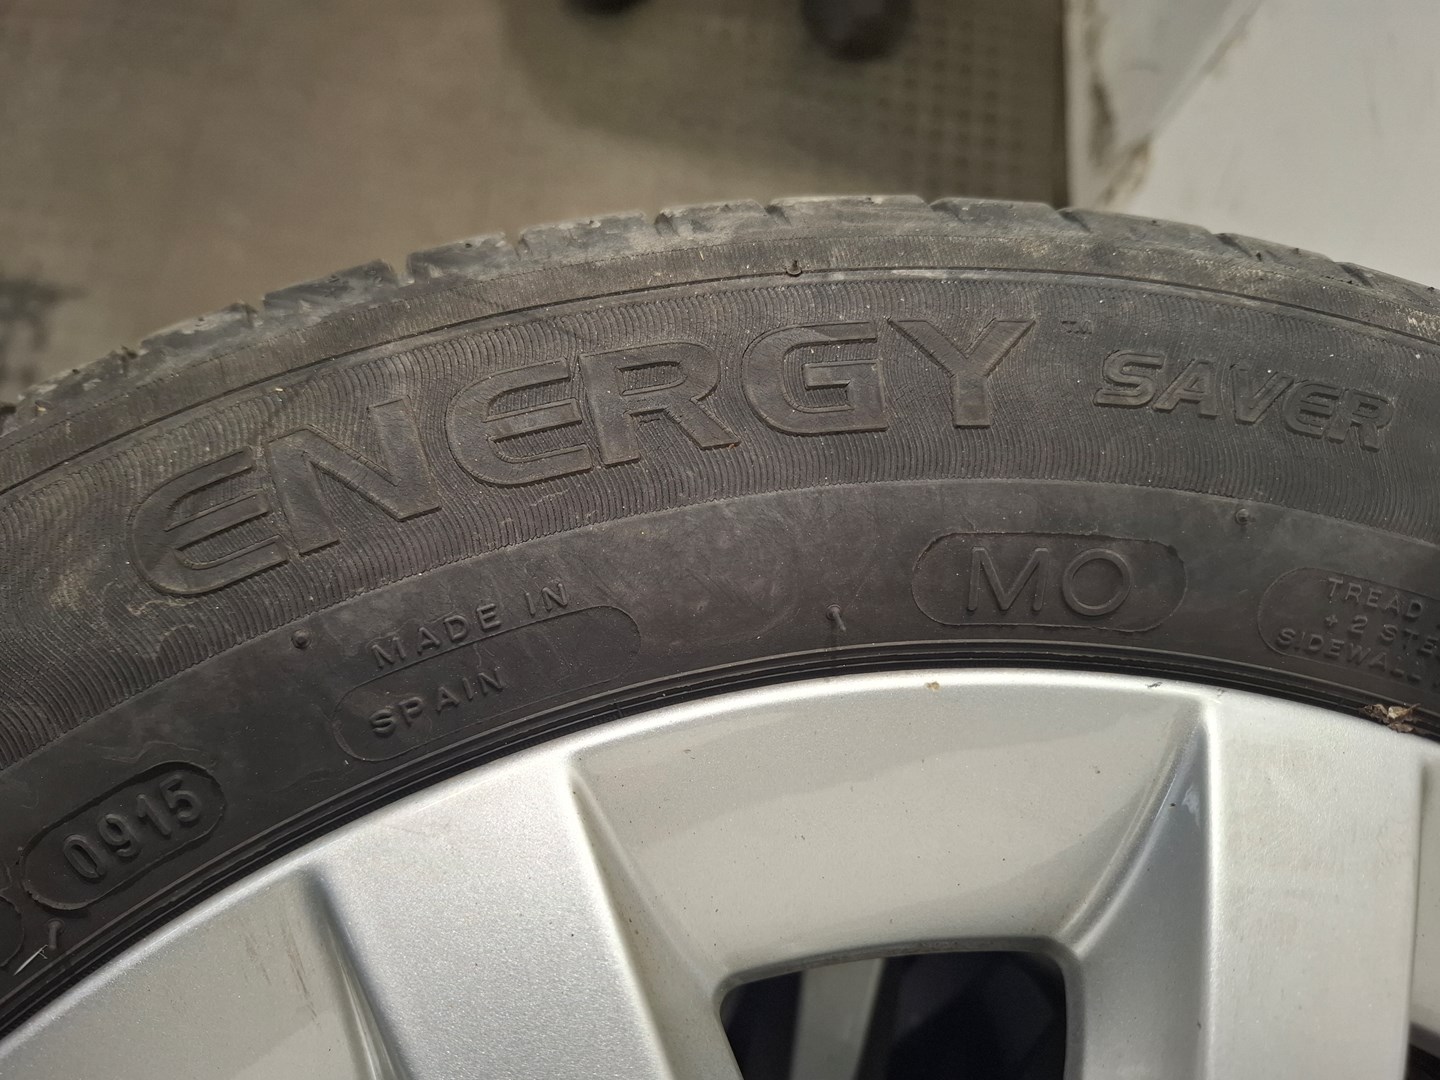 ENERGY™ SAVER
MADE IN
SPAIN
MO
TREAD
+ 2 STE
SIDEWALL
0915